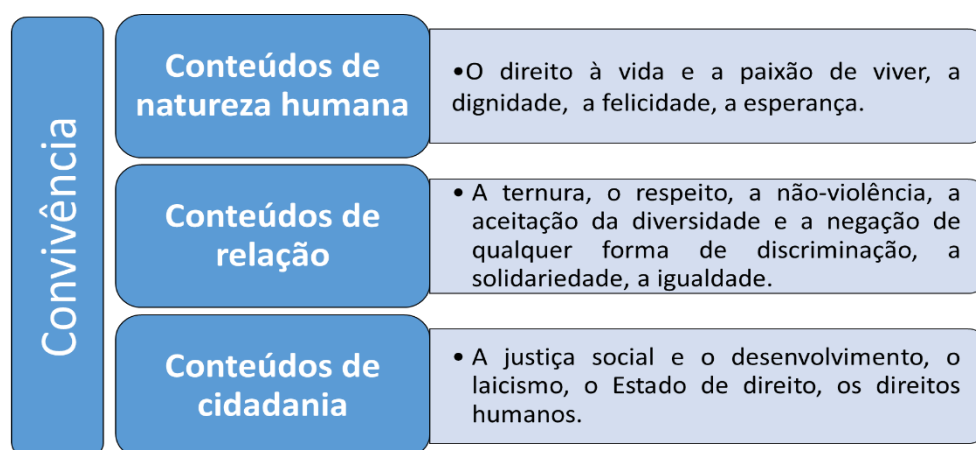 Convivência
Conteúdos de
natureza humana
•O direito à vida e a paixão de viver, a
dignidade, a felicidade, a esperança.
Conteúdos de
relação
• A ternura, o respeito, a não-violência, a
aceitação da diversidade e a negação de
qualquer forma de discriminação, a
solidariedade, a igualdade.
Conteúdos de
cidadania
• A justiça social e o desenvolvimento, o
laicismo, o Estado de direito, os direitos
humanos.